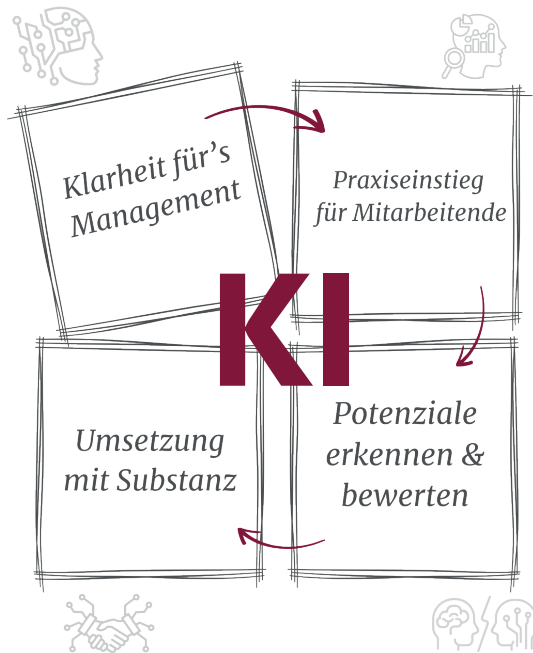 Klarheit für's
Management
Praxiseinstieg
für Mitarbeitende
KI
Potenziale
erkennen &
bewerten
Umsetzung
mit Substanz